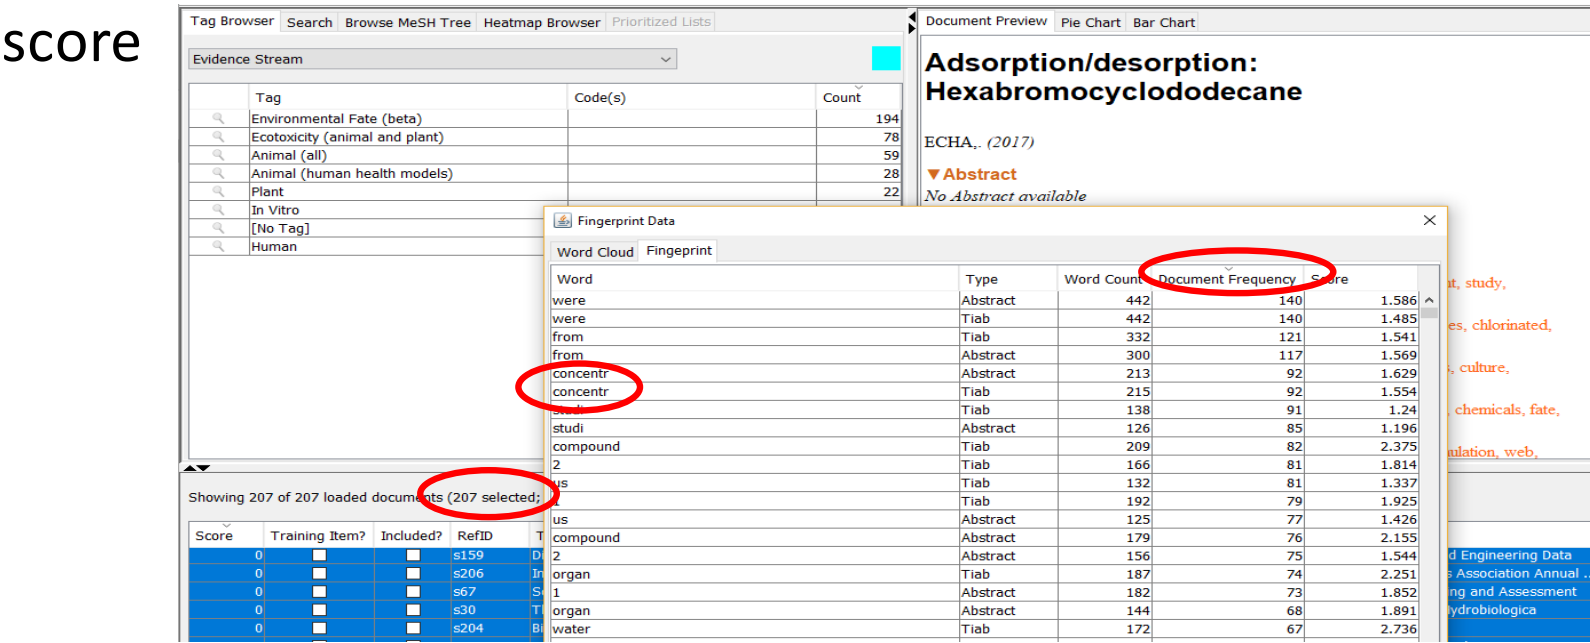 score
Tag Browser Search Browse MeSH Tree Heatmap Browser Prioritized Lists
Evidence Stream
Tag Code(s) Count
Environmental Fate (beta) 194
Ecotoxicity (animal and plant) 78
Animal (all) 59
Animal (human health models) 28
Plant 22
In Vitro
[No Tag]
Human
Document Preview Pie Chart Bar Chart
Adsorption/desorption:
Hexabromocyclododecane
ECHA,. (2017)
▼Abstract
No Abstract available
study,
chlorinated,
culture,
chemicals, fate,
web,
Fingerprint Data
Word Cloud Fingeprint
Word Type Word Count Document Frequency Score
were Abstract 442 140 1.586
were Tiab 442 140 1.485
from Tiab 332 121 1.541
from Abstract 300 117 1.569
concentr Abstract 213 92 1.629
concentr Tiab 215 92 1.554
studi Tiab 138 91 1.24
studi Abstract 126 85 1.196
compound Tiab 209 82 2.375
2 Tiab 166 81 1.814
us Tiab 132 81 1.337
1 Tiab 192 79 1.925
us Abstract 125 77 1.426
compound Abstract 179 76 2.155
2 Abstract 156 75 1.544
organ Tiab 187 74 2.251
1 Abstract 182 73 1.852
organ Abstract 144 68 1.891
water Tiab 172 67 2.736
Showing 207 of 207 loaded documents (207 selected;
Score Training Item? Included? RefID
0 s159
0 s206
0 s67
0 s30
0 s204
d Engineering Data
s Association Annual ..
ng and Assessment
ydrobiologica